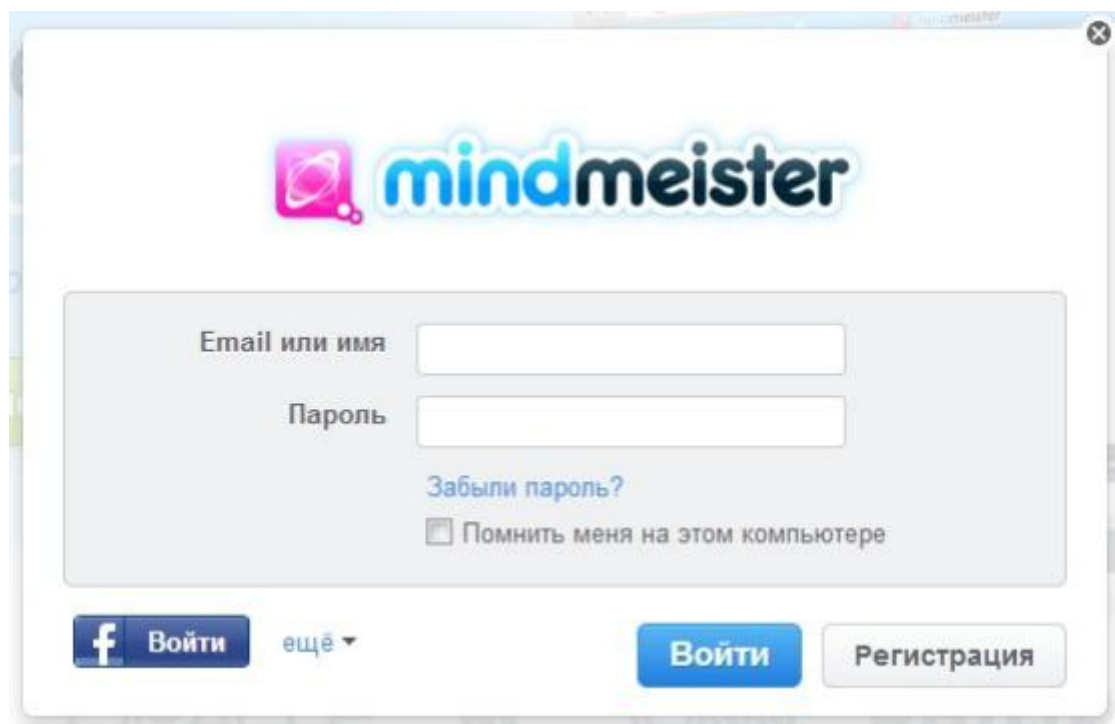 mindmeister
Email или имя
Пароль
Забыли пароль?
Помнить меня на этом компьютере
f Войти ещё
Войти Регистрация